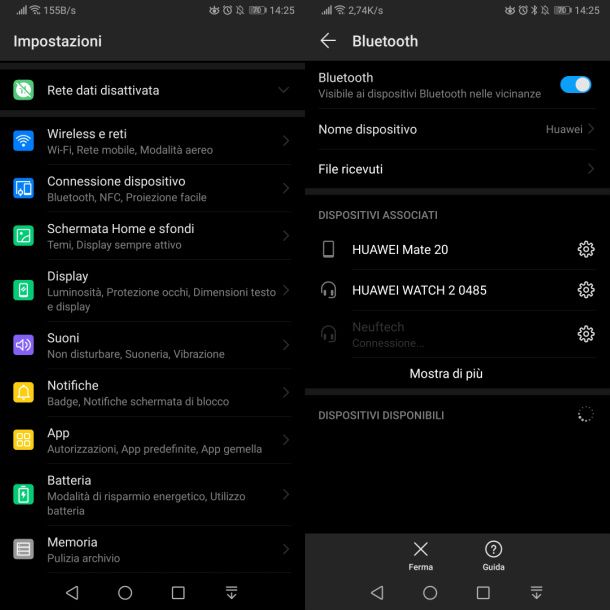 155B/s
70
14:25
Impostazioni
Rete dati disattivata
Wireless e reti
Wi-Fi, Rete mobile, Modalità aereo
Connessione dispositivo
Bluetooth, NFC, Proiezione facile
Schermata Home e sfondi
Temi, Display sempre attivo
Display
Luminosità, Protezione occhi, Dimensioni testo
e display
Suoni
Non disturbare, Suoneria, Vibrazione
Notifiche
Badge, Notifiche schermata di blocco
App
Autorizzazioni, App predefinite, App gemella
Batteria
Modalità di risparmio energetico, Utilizzo
batteria
Memoria
Pulizia archivio
2,74K/s
70
14:25
Bluetooth
Bluetooth
Visibile ai dispositivi Bluetooth nelle vicinanze
Nome dispositivo
Huawei
File ricevuti
DISPOSITIVI ASSOCIATI
HUAWEI Mate 20
HUAWEI WATCH 2 0485
Neuftech
Connessione...
Mostra di più
DISPOSITIVI DISPONIBILI
Ferma
Guida